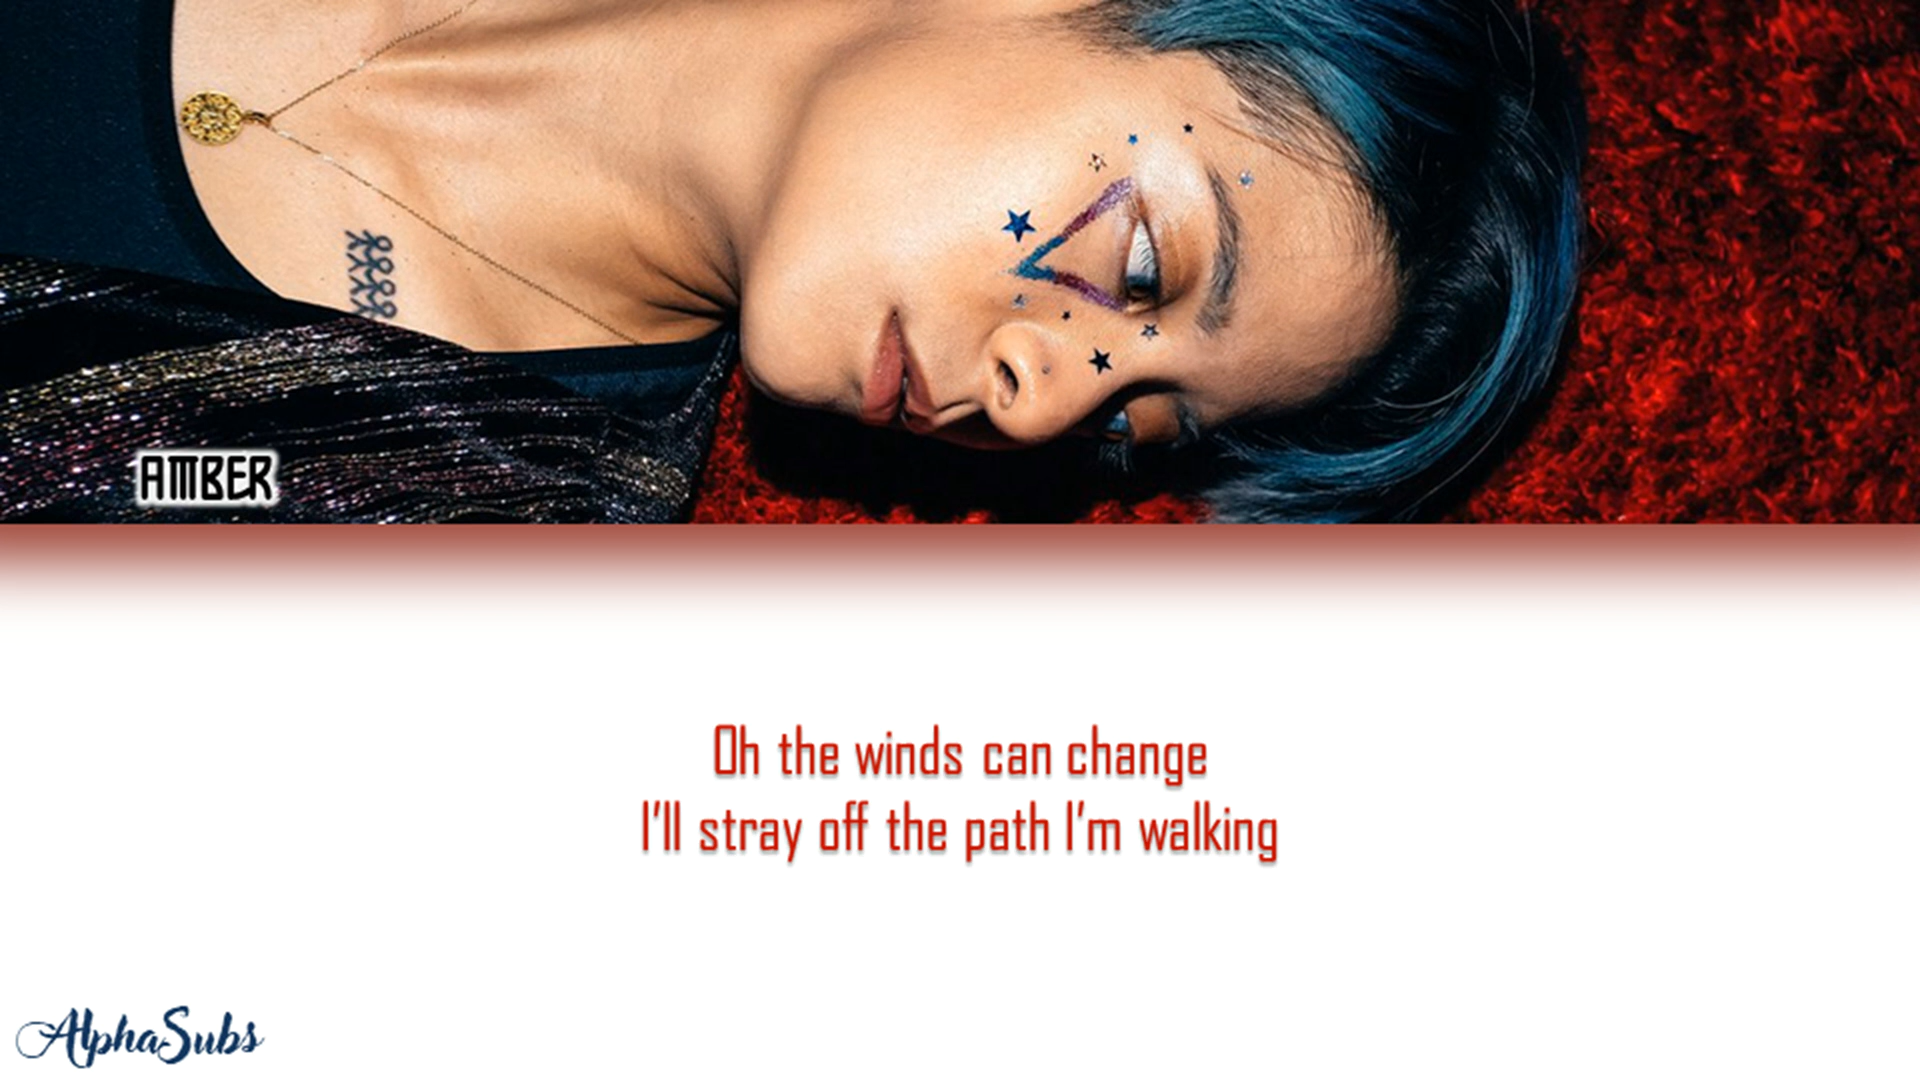 AMBER
Oh the winds can change
I'll stray off the path I'm walking
AlphaSubs